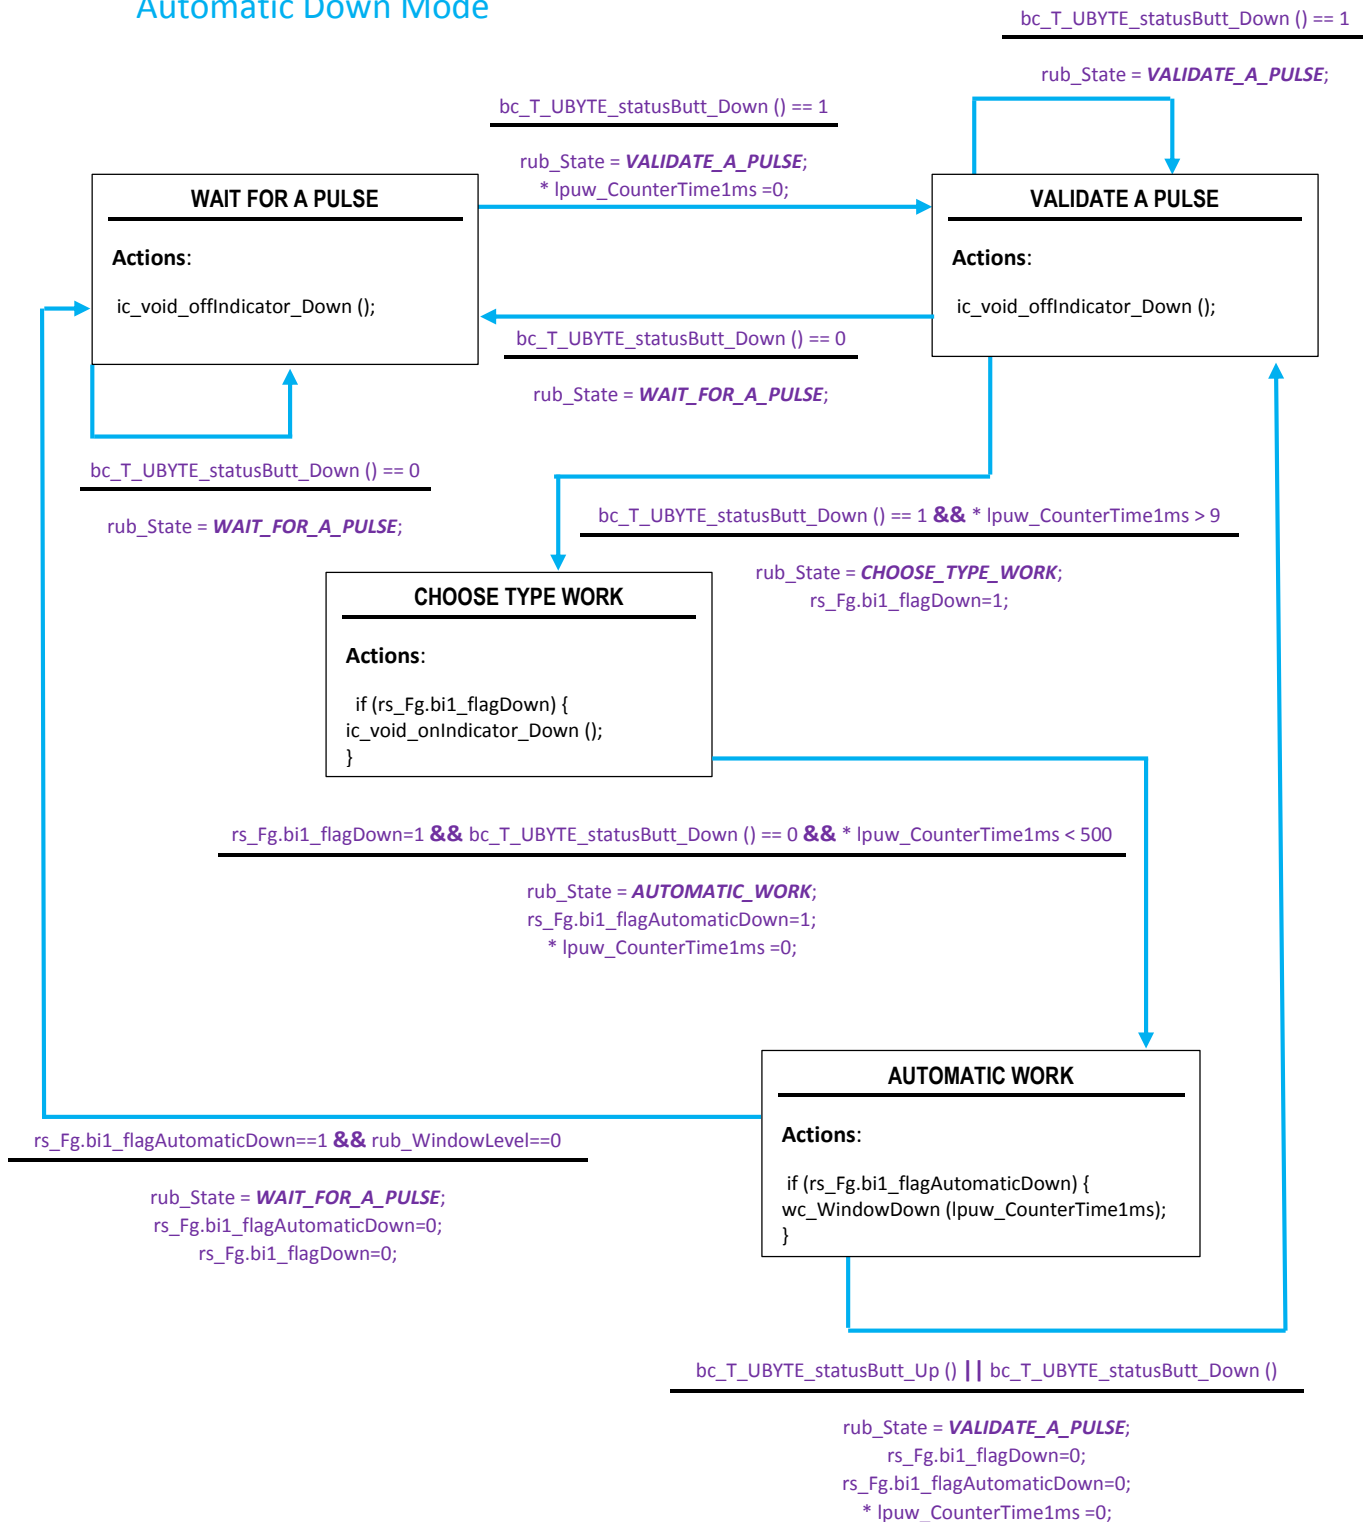 Automatic Down Mode
bc_T_UBYTE_statusButt_Down () == 1
rub_State = VALIDATE_A_PULSE;
bc_T_UBYTE_statusButt_Down () == 1
rub_State = VALIDATE_A_PULSE;
* lpuw_CounterTime1ms =0;
WAIT FOR A PULSE
Actions:
ic_void_offIndicator_Down ();
VALIDATE A PULSE
Actions:
ic_void_offIndicator_Down ();
bc_T_UBYTE_statusButt_Down () == 0
rub_State = WAIT_FOR_A_PULSE;
bc_T_UBYTE_statusButt_Down () == 0
rub_State = WAIT_FOR_A_PULSE;
bc_T_UBYTE_statusButt_Down () == 1 && * lpuw_CounterTime1ms > 9
rub_State = CHOOSE_TYPE_WORK;
rs_Fg.bi1_flagDown=1;
CHOOSE TYPE WORK
Actions:
if (rs_Fg.bi1_flagDown) {
ic_void_onIndicator_Down ();
}
rs_Fg.bi1_flagDown=1 && bc_T_UBYTE_statusButt_Down () == 0 && * lpuw_CounterTime1ms < 500
rub_State = AUTOMATIC_WORK;
rs_Fg.bi1_flagAutomaticDown=1;
* lpuw_CounterTime1ms =0;
AUTOMATIC WORK
Actions:
if (rs_Fg.bi1_flagAutomaticDown) {
wc_WindowDown (lpuw_CounterTime1ms);
}
rs_Fg.bi1_flagAutomaticDown==1 && rub_WindowLevel==0
rub_State = WAIT_FOR_A_PULSE;
rs_Fg.bi1_flagAutomaticDown=0;
rs_Fg.bi1_flagDown=0;
bc_T_UBYTE_statusButt_Up () || bc_T_UBYTE_statusButt_Down ()
rub_State = VALIDATE_A_PULSE;
rs_Fg.bi1_flagDown=0;
rs_Fg.bi1_flagAutomaticDown=0;
* lpuw_CounterTime1ms =0;